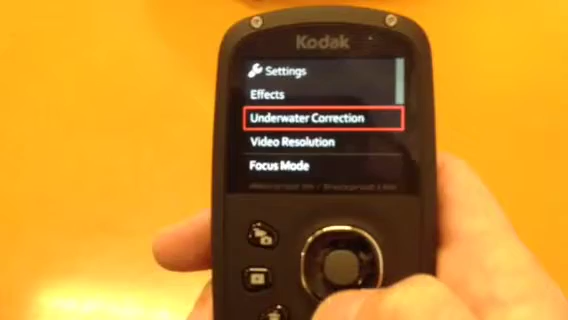 Kodak
Settings
Effects
Underwater Correction
Video Resolution
Focus Mode